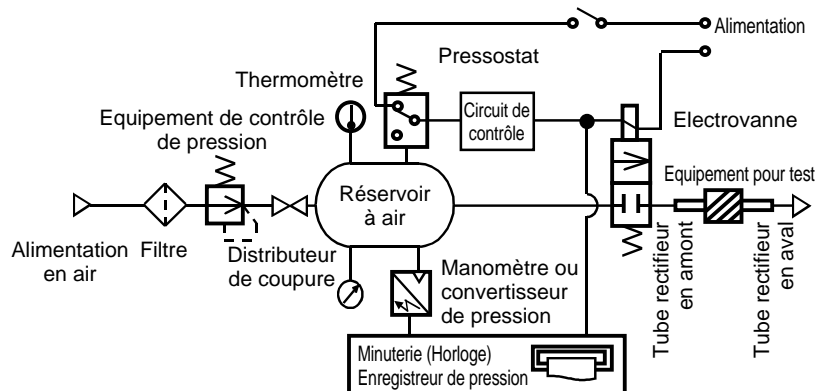 Alimentation
Pressostat
Thermomètre
Equipement de contrôle
de pression
Circuit de
contrôle
Electrovanne
Equipement pour test
Réservoir
à air
Alimentation
en air
Filtre
Distributeur
de coupure
Manomètre ou
convertisseur
de pression
Tube rectifieur
en amont
Tube rectifieur
en aval
Minuterie (Horloge)
Enregistreur de pression